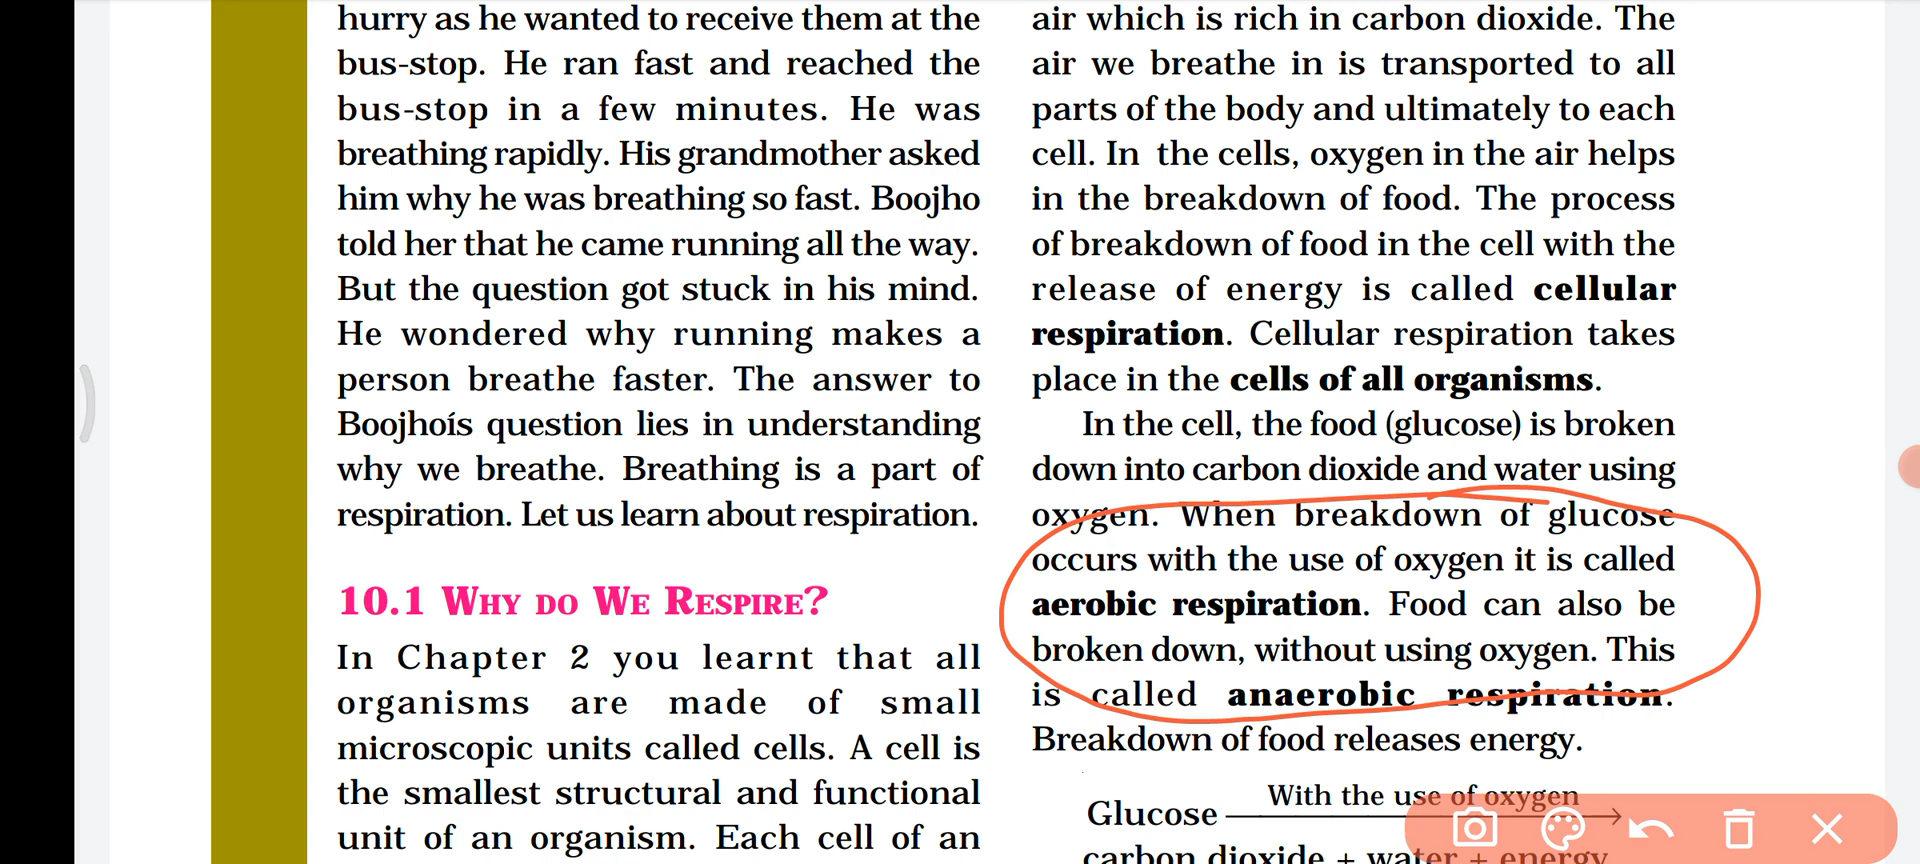 hurry as he wanted to receive them at the
bus-stop. He ran fast and reached the
bus-stop in a few minutes. He was
breathing rapidly. His grandmother asked
him why he was breathing so fast. Boojho
told her that he came running all the way.
But the question got stuck in his mind.
He wondered why running makes a
person breathe faster. The answer to
Boojhoís question lies in understanding
why we breathe. Breathing is a part of
respiration. Let us learn about respiration.
10.1 WHY DO WE RESPIRE?
In Chapter 2 you learnt that all
organisms are made of small
microscopic units called cells. A cell is
the smallest structural and functional
unit of an organism. Each cell of an
air which is rich in carbon dioxide. The
air we breathe in is transported to all
parts of the body and ultimately to each
cell. In the cells, oxygen in the air helps
in the breakdown of food. The process
of breakdown of food in the cell with the
release of energy is called cellular
respiration. Cellular respiration takes
place in the cells of all organisms.
In the cell, the food (glucose) is broken
down into carbon dioxide and water using
oxygen. When breakdown of glucose
occurs with the use of oxygen it is called
aerobic respiration. Food can also be
broken down, without using oxygen. This
is called anaerobic respiration.
Breakdown of food releases energy.
With the use of oxygen
Glucose
carbon dioxide + water + energy